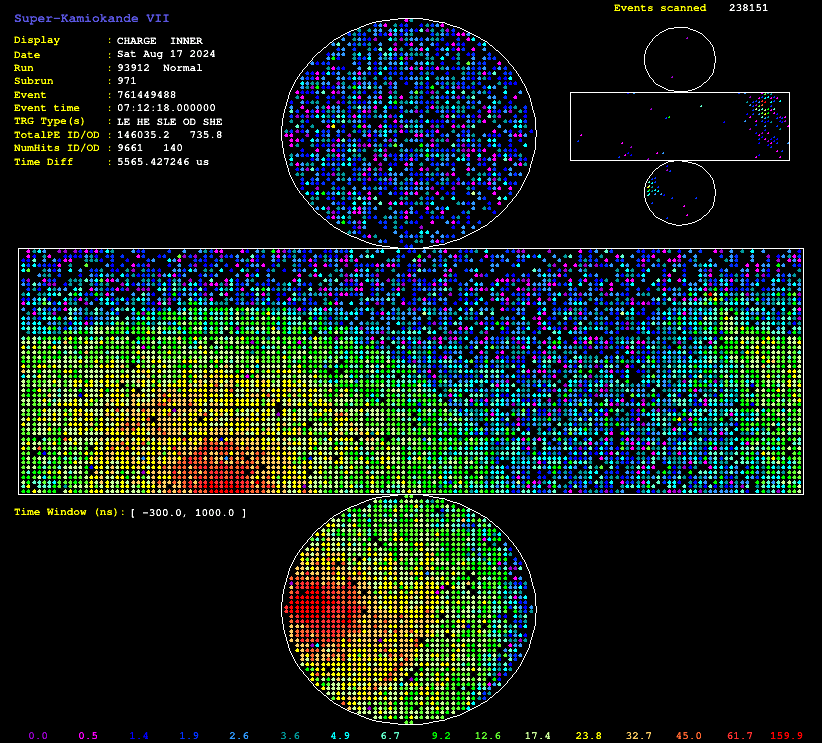 Super-Kamiokande VII
Events scanned 238151
Display : CHARGE INNER
Date : Sat Aug 17 2024
Run : 93912 Normal
Subrun : 971
Event : 761449488
Event time : 07:12:18.000000
TRG Type(s) : LE HE SLE OD SHE
TotalPE ID/OD : 146035.2 735.8
NumHits ID/OD : 9661 140
Time Diff : 5565.427246 us
Time Window (ns): [ -300.0, 1000.0 ]
0.0 0.5 1.4 1.9 2.6 3.6 4.9 6.7 9.2 12.6 17.4 23.8 32.7 45.0 61.7 159.9